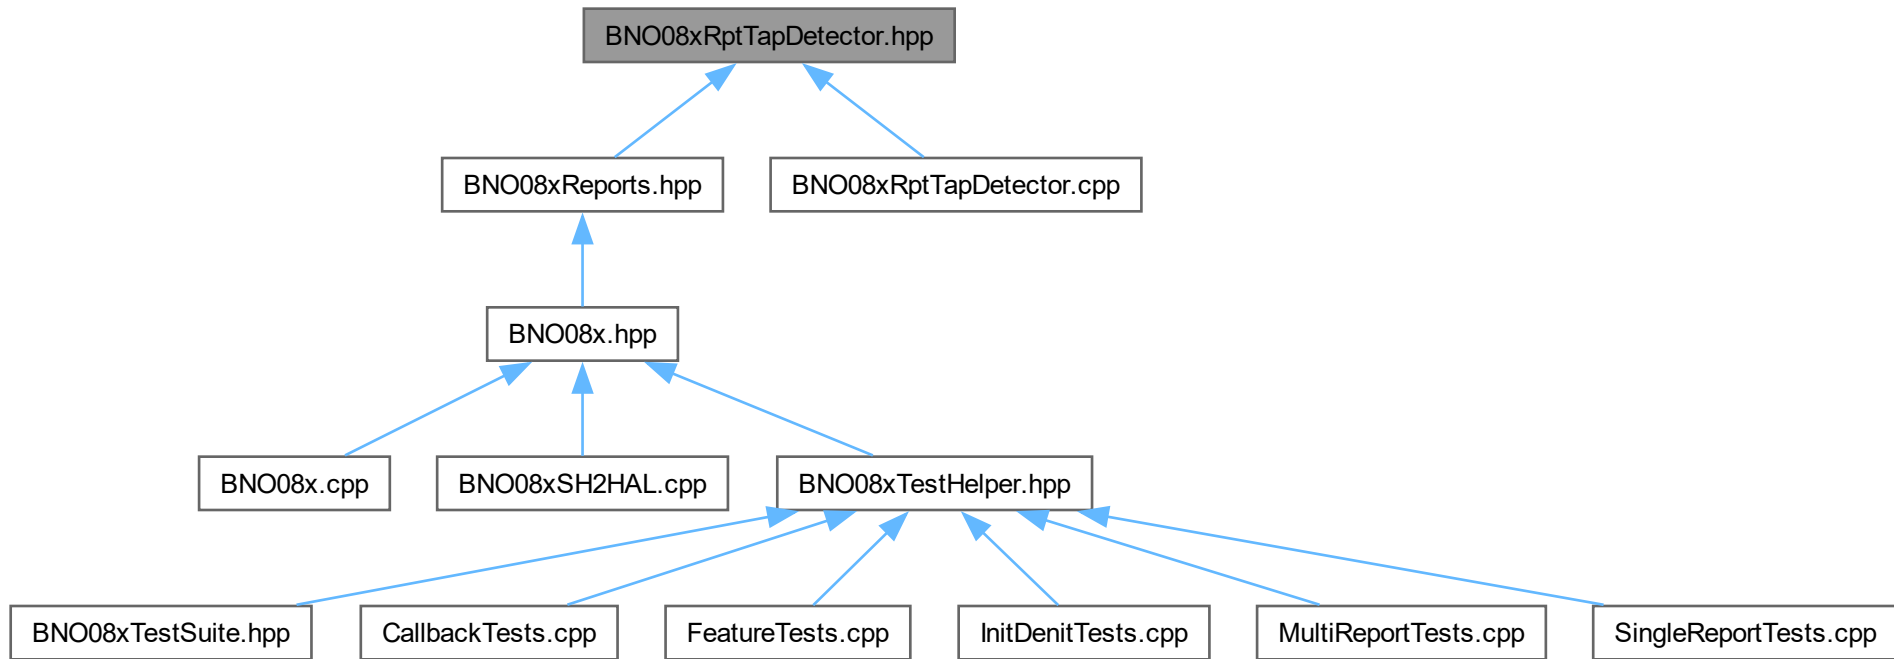 BNO08xRptTapDetector.hpp
BNO08xReports.hpp
BNO08xRptTapDetector.cpp
BNO08x.hpp
BNO08x.cpp
BNO08xSH2HAL.cpp
BNO08xTestHelper.hpp
BNO08xTestSuite.hpp
CallbackTests.cpp
FeatureTests.cpp
InitDenitTests.cpp
MultiReportTests.cpp
SingleReportTests.cpp